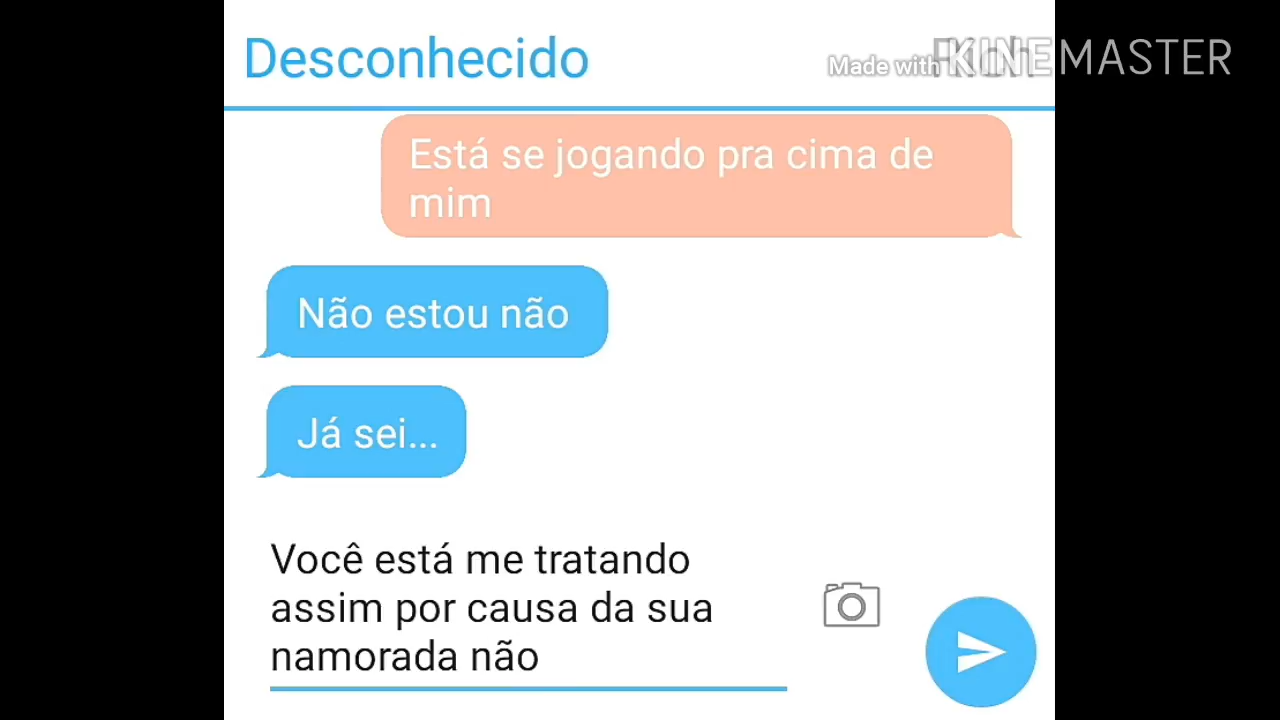 Desconhecido
Made with KINEMASTER
Está se jogando pra cima de
mim
Não estou não
Já sei...
Você está me tratando
assim por causa da sua
namorada não